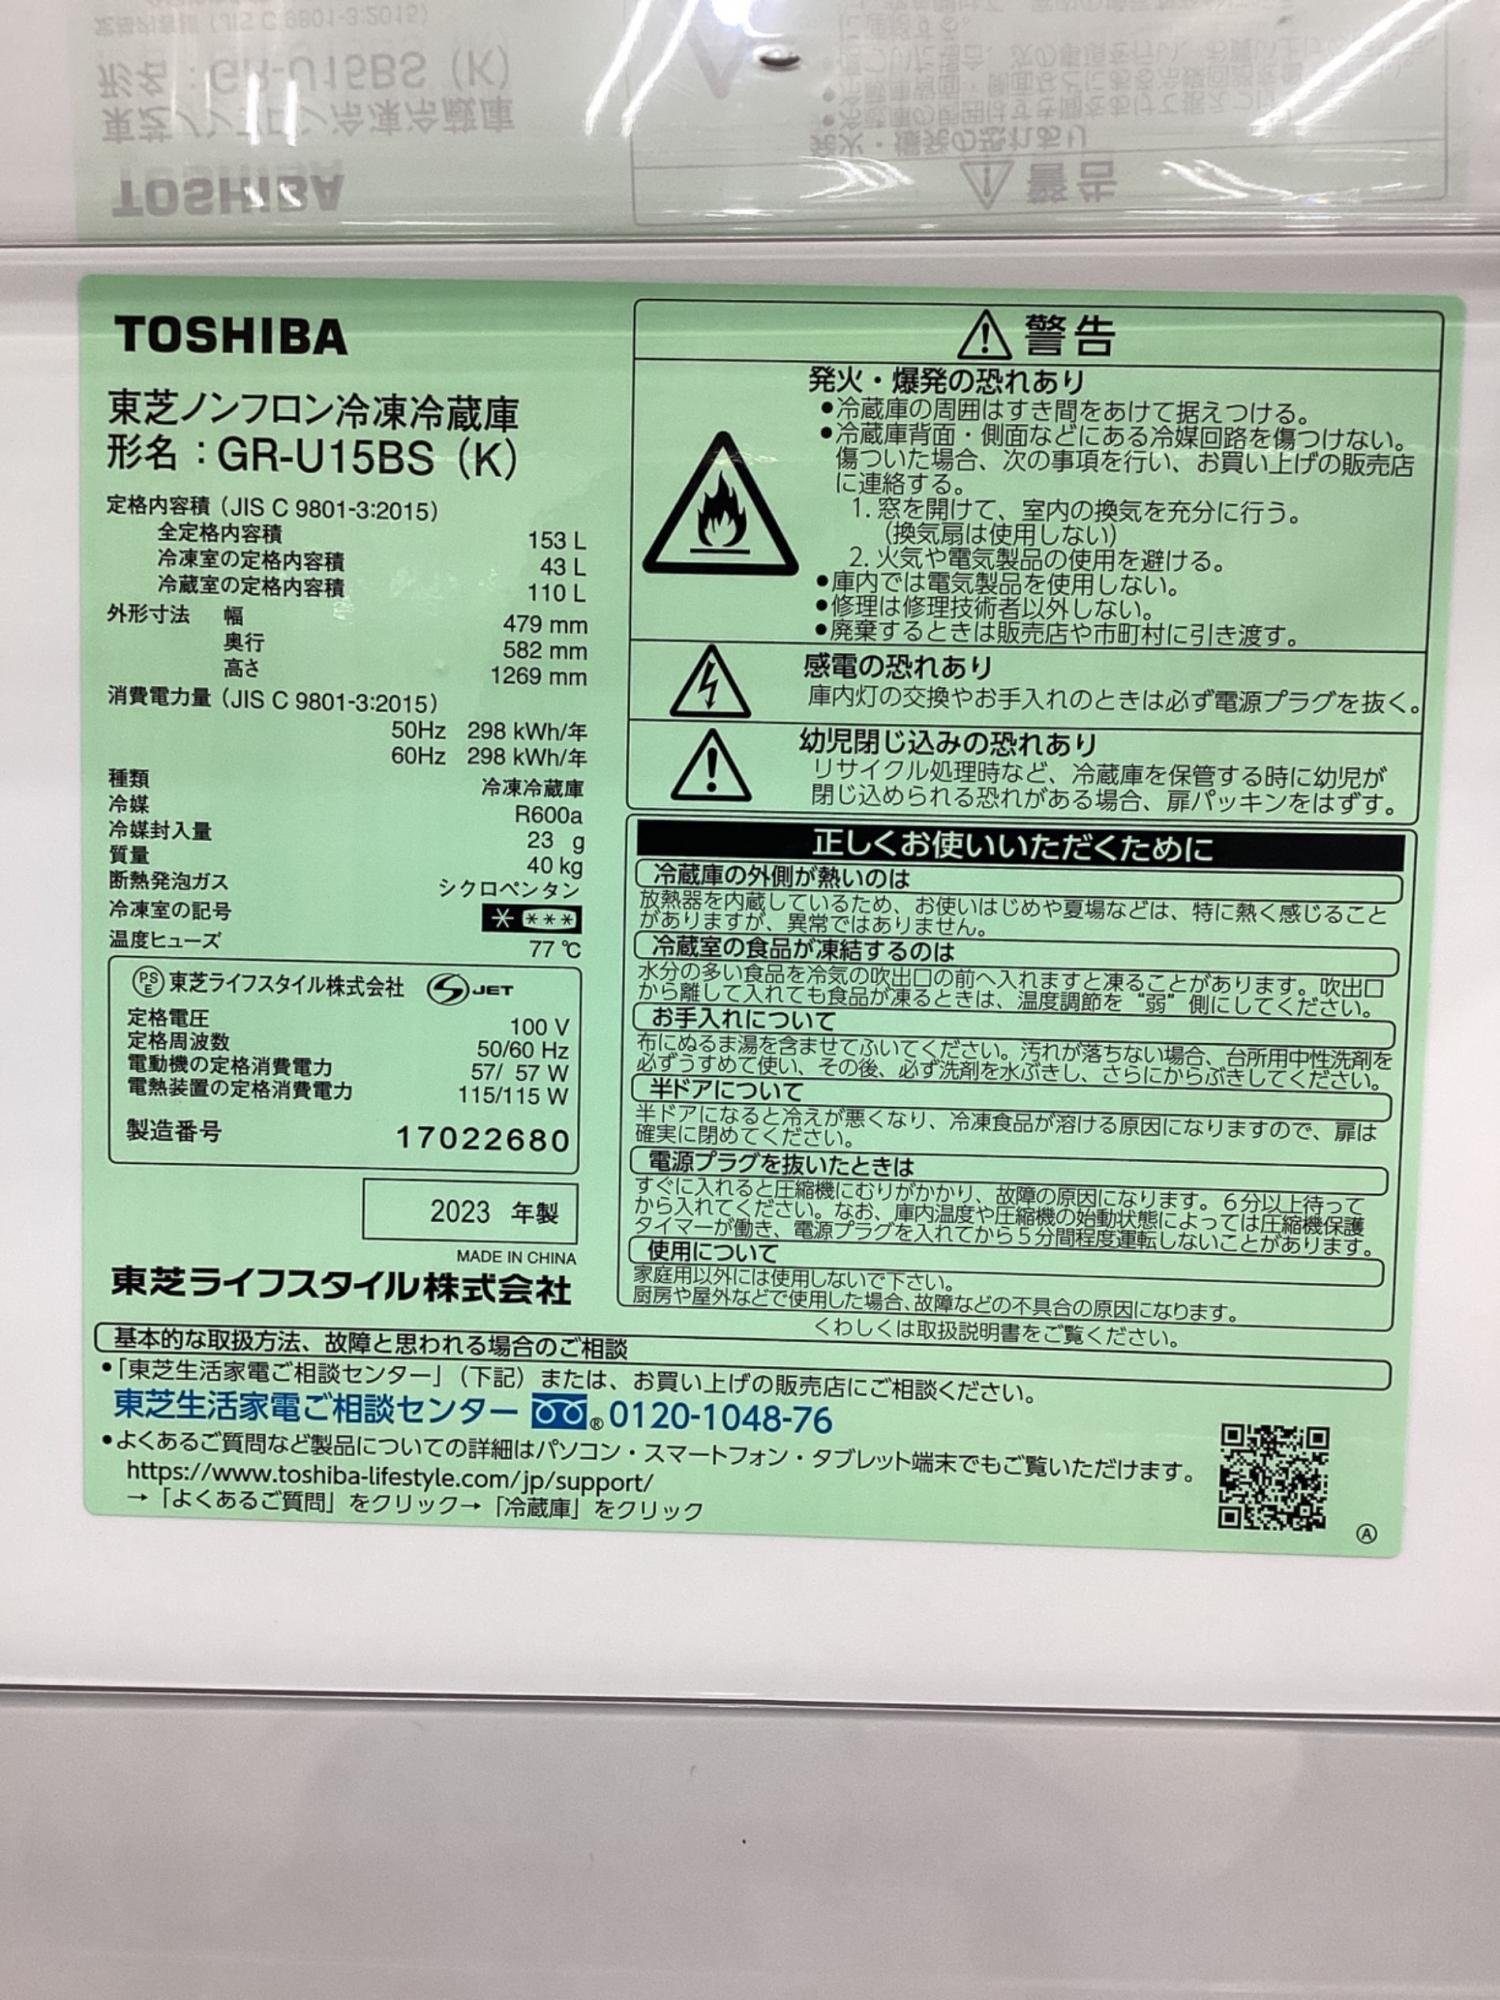 TOSHIBA
東芝ノンフロン冷凍冷蔵庫
形名：GR-U15BS（K）
定格内容積（JIS C 9801-3:2015）
全定格内容積 153 L
冷凍室の定格内容積 43 L
冷蔵室の定格内容積 110 L
外形寸法 幅 479 mm
奥行 582 mm
高さ 1269 mm
消費電力量（JIS C 9801-3:2015）
50Hz 298 kWh/年
60Hz 298 kWh/年
種類 冷凍冷蔵庫
冷媒 R600a
冷媒封入量 23 g
質量 40 kg
断熱発泡ガス シクロペンタン
冷凍室の記号 * ***
温度ヒューズ 77 ℃
PSE 東芝ライフスタイル株式会社 S JET
定格電圧 100 V
定格周波数 50/60 Hz
電動機の定格消費電力 57/ 57 W
電熱装置の定格消費電力 115/115 W
製造番号 17022680
2023 年製
MADE IN CHINA
東芝ライフスタイル株式会社
警告
発火・爆発の恐れあり
●冷蔵庫の周囲はすき間をあけて据えつける。
●冷蔵庫背面・側面などにある冷媒回路を傷つけない。
傷ついた場合、次の事項を行い、お買い上げの販売店
に連絡する。
1. 窓を開けて、室内の換気を充分に行う。
（換気扇は使用しない）
2. 火気や電気製品の使用を避ける。
●庫内では電気製品を使用しない。
●修理は修理技術者以外しない。
●廃棄するときは販売店や市町村に引き渡す。
感電の恐れあり
庫内灯の交換やお手入れのときは必ず電源プラグを抜く。
幼児閉じ込みの恐れあり
リサイクル処理時など、冷蔵庫を保管する時に幼児が
閉じ込められる恐れがある場合、扉パッキンをはずす。
正しくお使いいただくために
冷蔵庫の外側が熱いのは
放熱器を内蔵しているため、お使いはじめや夏場などは、特に熱く感じること
がありますが、異常ではありません。
冷蔵室の食品が凍結するのは
水分の多い食品を冷気の吹出口の前へ入れますと凍ることがあります。吹出口
から離して入れても食品が凍るときは、温度調節を“弱”側にしてください。
お手入れについて
布にぬるま湯を含ませてふいてください。汚れが落ちない場合、台所用中性洗剤を
必ずうすめて使い、その後、必ず洗剤を水ぶきし、さらにからぶきしてください。
半ドアについて
半ドアになると冷えが悪くなり、冷凍食品が溶ける原因になりますので、扉は
確実に閉めてください。
電源プラグを抜いたときは
すぐに入れると圧縮機にむりがかかり、故障の原因になります。6分以上待って
から入れてください。なお、庫内温度や圧縮機の始動状態によっては圧縮機保護
タイマーが働き、電源プラグを入れてから5分間程度運転しないことがあります。
使用について
家庭用以外には使用しないで下さい。
厨房や屋外などで使用した場合、故障などの不具合の原因になります。
くわしくは取扱説明書をご覧ください。
基本的な取扱方法、故障と思われる場合のご相談
●「東芝生活家電ご相談センター」（下記）または、お買い上げの販売店にご相談ください。
東芝生活家電ご相談センター ® 0120-1048-76
●よくあるご質問など製品についての詳細はパソコン・スマートフォン・タブレット端末でもご覧いただけます。
https://www.toshiba-lifestyle.com/jp/support/
→「よくあるご質問」をクリック→「冷蔵庫」をクリック
Ⓐ